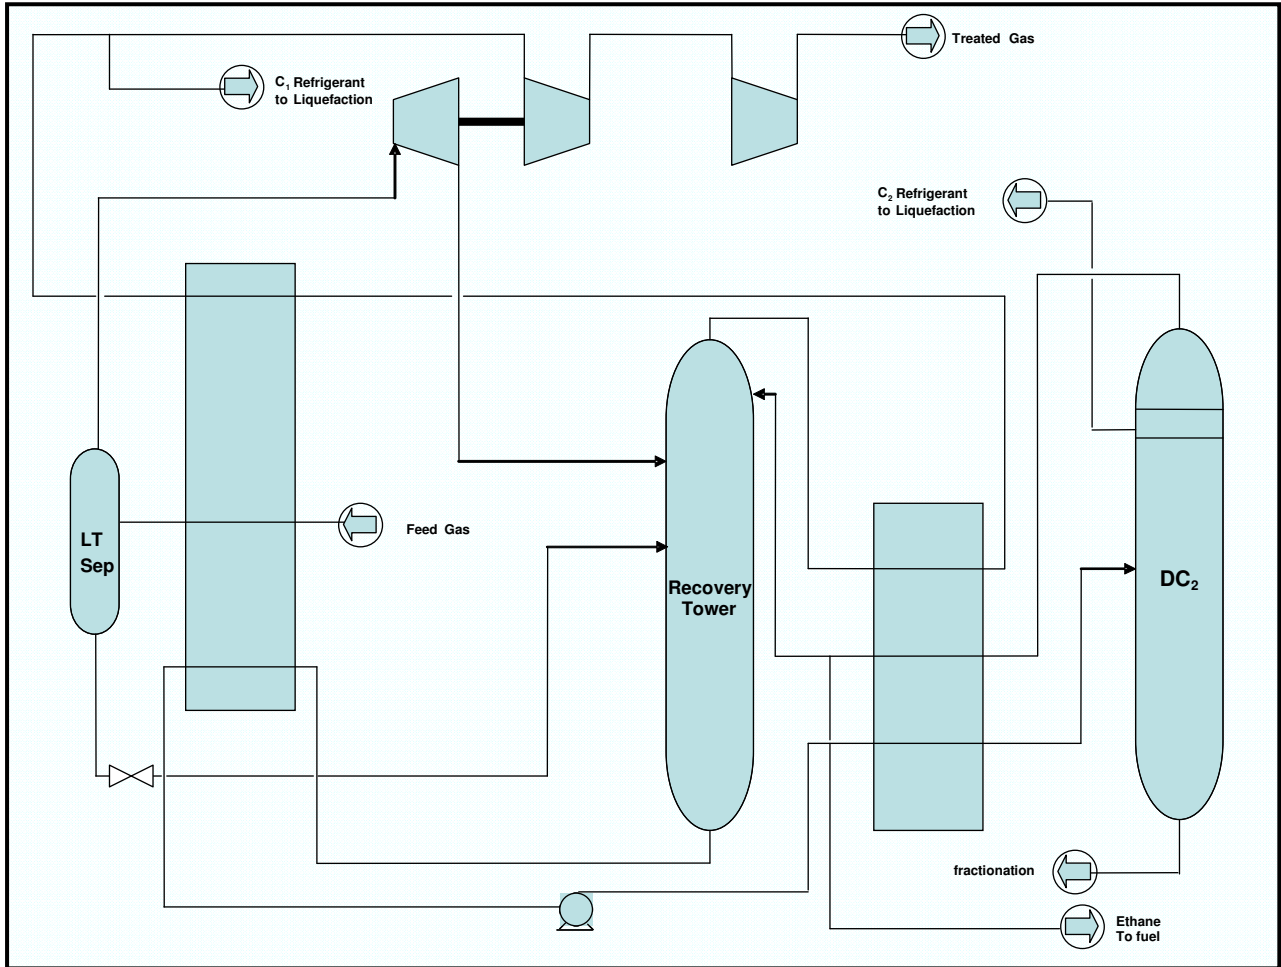 Treated Gas
C₁ Refrigerant
to Liquefaction
C₂ Refrigerant
to Liquefaction
Feed Gas
LT
Sep
Recovery
Tower
DC₂
fractionation
Ethane
To fuel